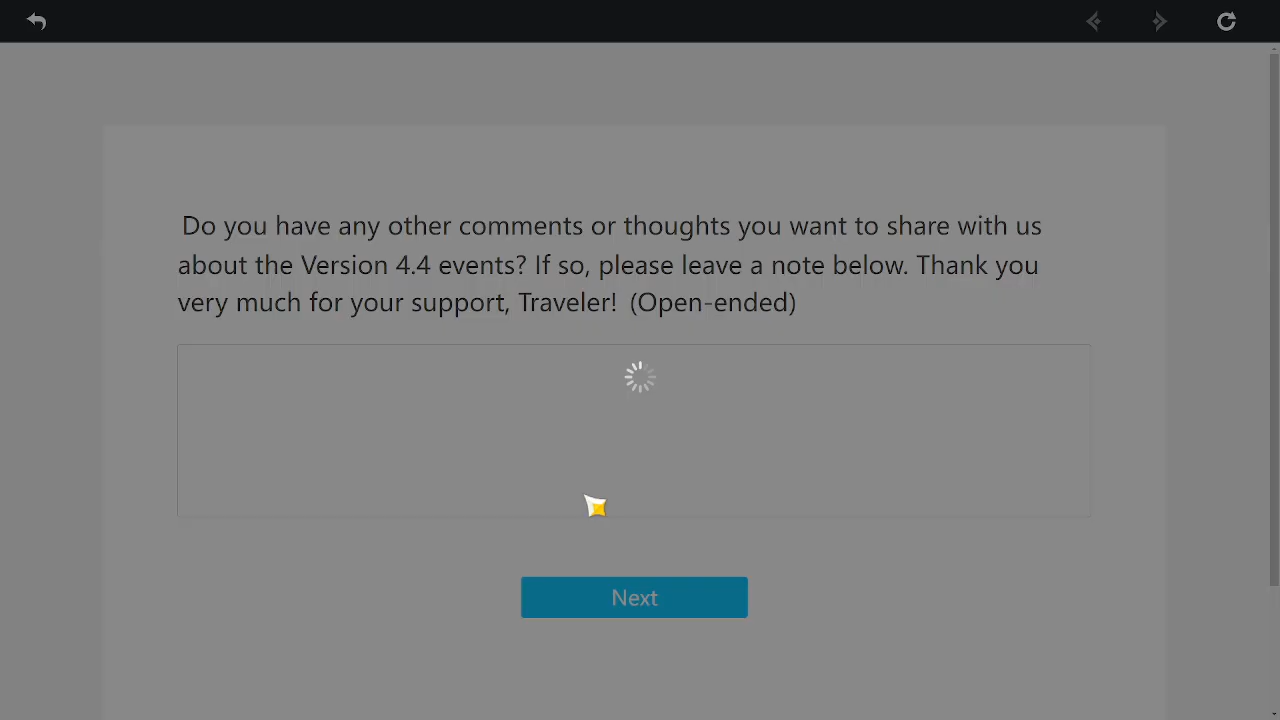 Do you have any other comments or thoughts you want to share with us
about the Version 4.4 events? If so, please leave a note below. Thank you
very much for your support, Traveler! (Open-ended)
Next